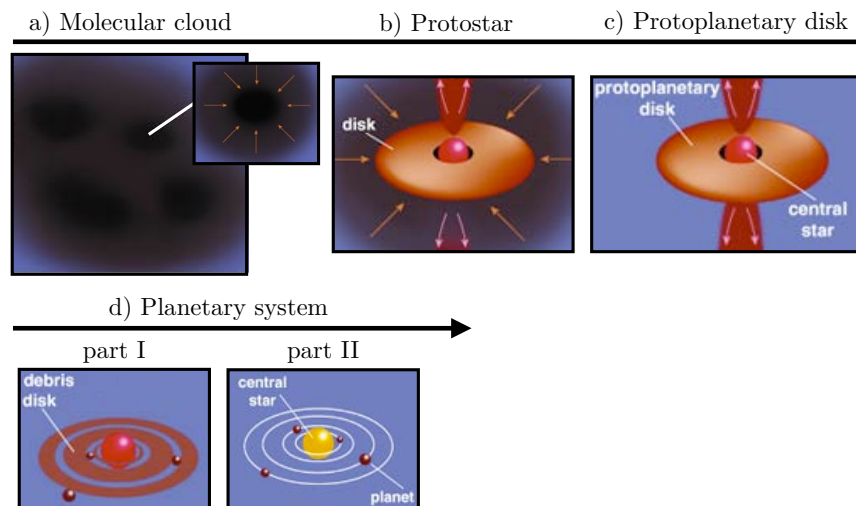 a) Molecular cloud
b) Protostar
c) Protoplanetary disk
disk
protoplanetary
disk
central
star
d) Planetary system
part I
part II
debris
disk
central
star
planet